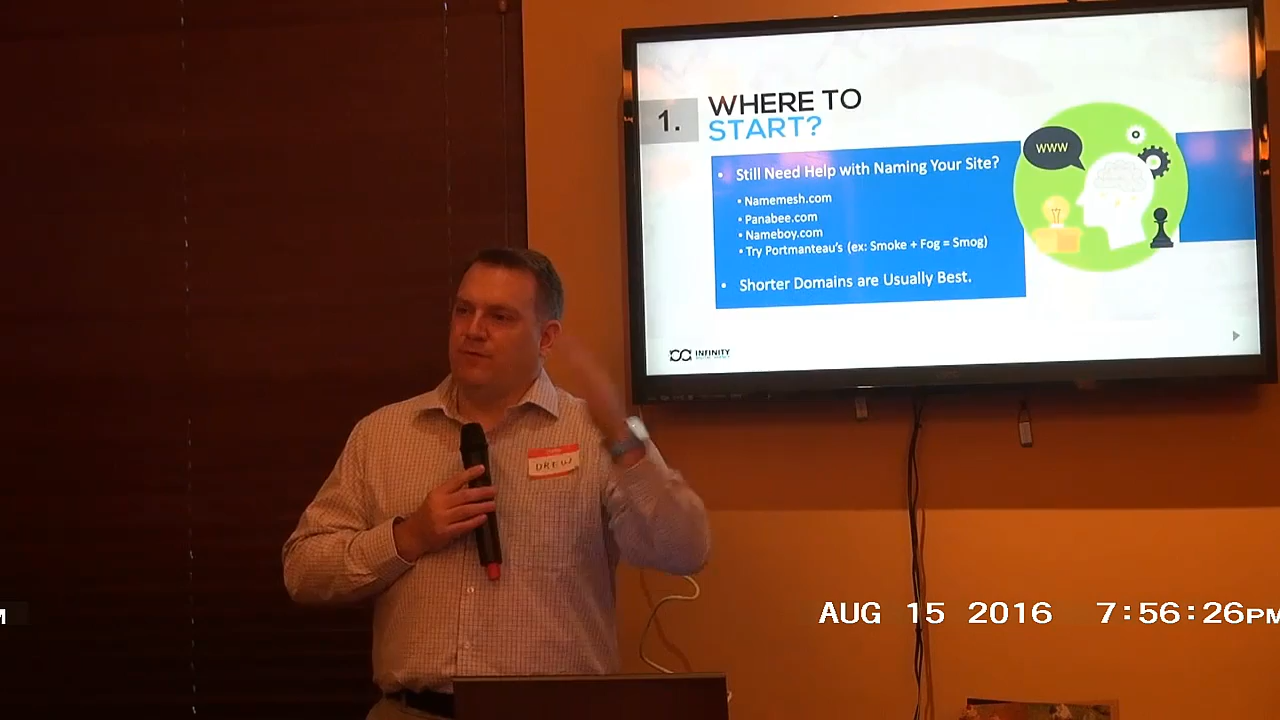 1.
WHERE TO
START?
WWW
• Still Need Help with Naming Your Site?
• Namemesh.com
• Panabee.com
• Nameboy.com
• Try Portmanteau's (ex: Smoke + Fog = Smog)
• Shorter Domains are Usually Best.
INFINITY
DREW
M
AUG 15 2016 7:56:26PM